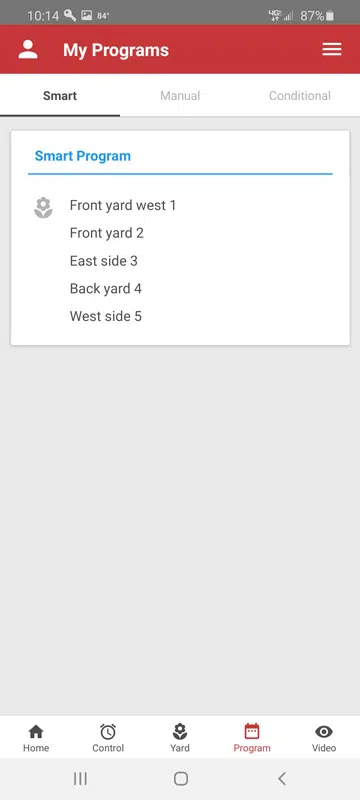 10:14 84° 87%
My Programs
Smart Manual Conditional
Smart Program
Front yard west 1
Front yard 2
East side 3
Back yard 4
West side 5
Home Control Yard Program Video